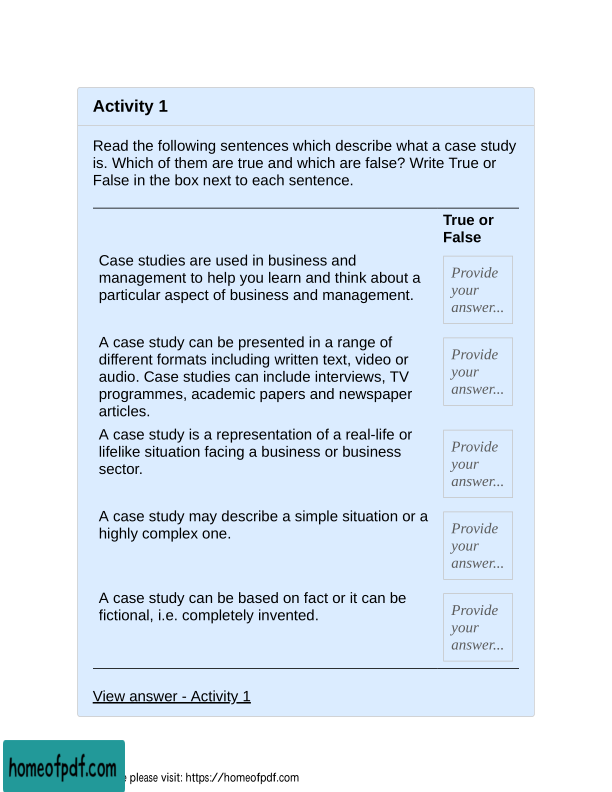 Activity 1
Read the following sentences which describe what a case study
is. Which of them are true and which are false? Write True or
False in the box next to each sentence.
True or
False
Case studies are used in business and
management to help you learn and think about a
particular aspect of business and management.
Provide
your
answer...
A case study can be presented in a range of
different formats including written text, video or
audio. Case studies can include interviews, TV
programmes, academic papers and newspaper
articles.
Provide
your
answer...
A case study is a representation of a real-life or
lifelike situation facing a business or business
sector.
Provide
your
answer...
A case study may describe a simple situation or a
highly complex one.
Provide
your
answer...
A case study can be based on fact or it can be
fictional, i.e. completely invented.
Provide
your
answer...
View answer - Activity 1
homeofpdf.com
please visit: https://homeofpdf.com